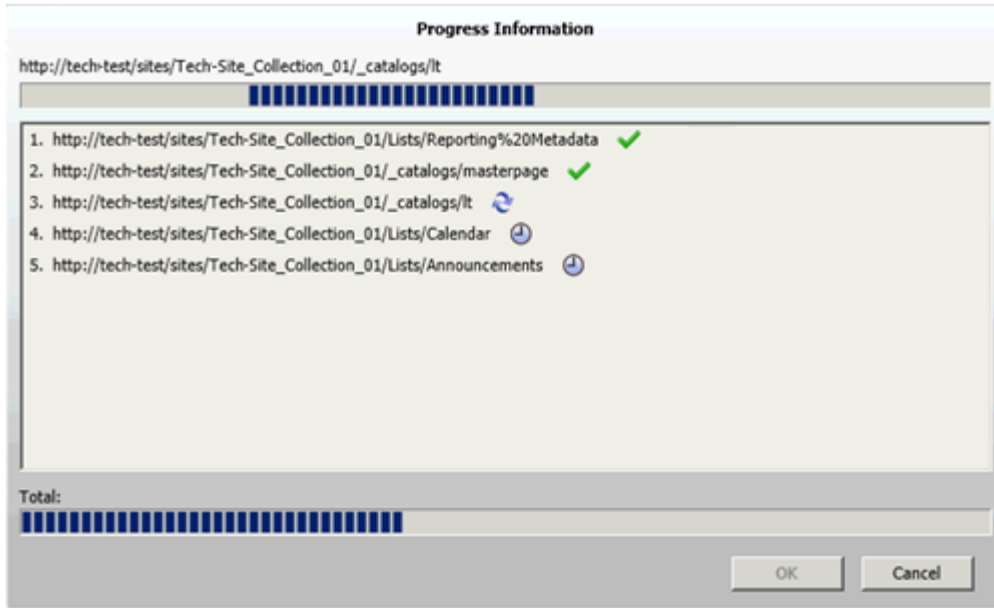 Progress Information
http://tech-test/sites/Tech-Site_Collection_01/_catalogs/lt
1. http://tech-test/sites/Tech-Site_Collection_01/Lists/Reporting%20Metadata
2. http://tech-test/sites/Tech-Site_Collection_01/_catalogs/masterpage
3. http://tech-test/sites/Tech-Site_Collection_01/_catalogs/lt
4. http://tech-test/sites/Tech-Site_Collection_01/Lists/Calendar
5. http://tech-test/sites/Tech-Site_Collection_01/Lists/Announcements
Total:
OK Cancel